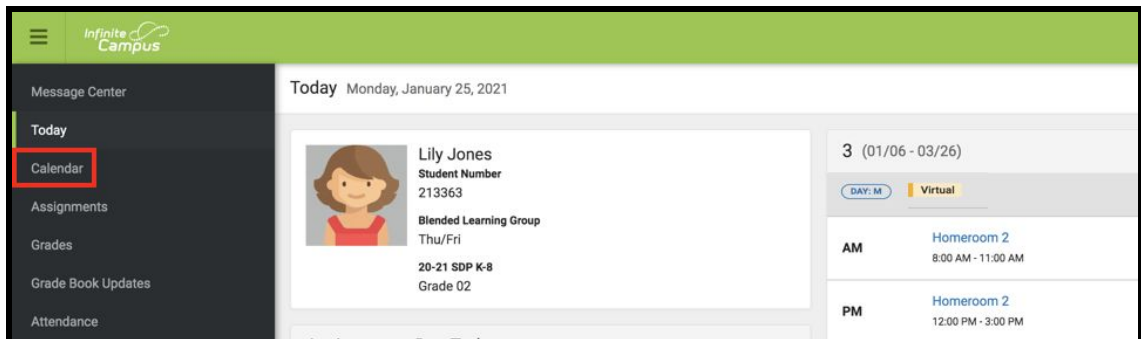 Infinite
Campus
Message Center
Today
Calendar
Assignments
Grades
Grade Book Updates
Attendance
Today Monday, January 25, 2021
Lily Jones
Student Number
213363
Blended Learning Group
Thu/Fri
20-21 SDP K-8
Grade 02
3 (01/06 - 03/26)
DAY: M Virtual
AM Homeroom 2
8:00 AM - 11:00 AM
PM Homeroom 2
12:00 PM - 3:00 PM